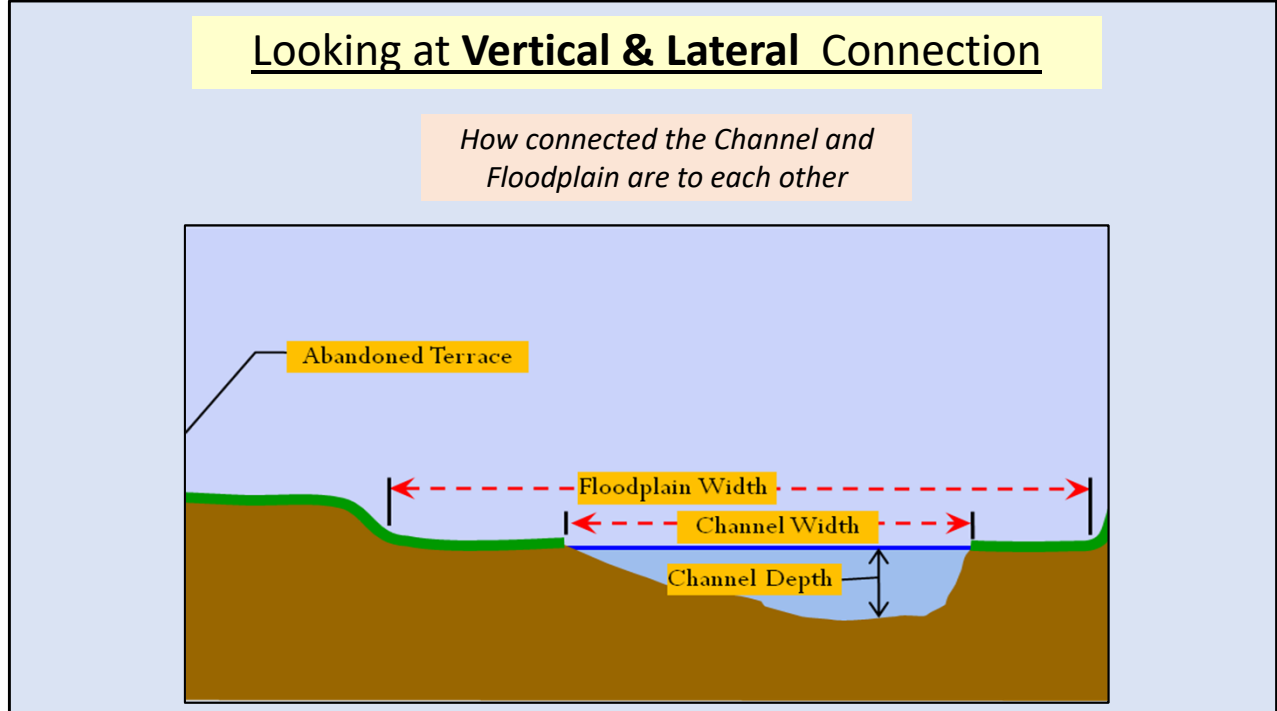 Looking at Vertical & Lateral Connection
How connected the Channel and
Floodplain are to each other
Abandoned Terrace
Floodplain Width
Channel Width
Channel Depth